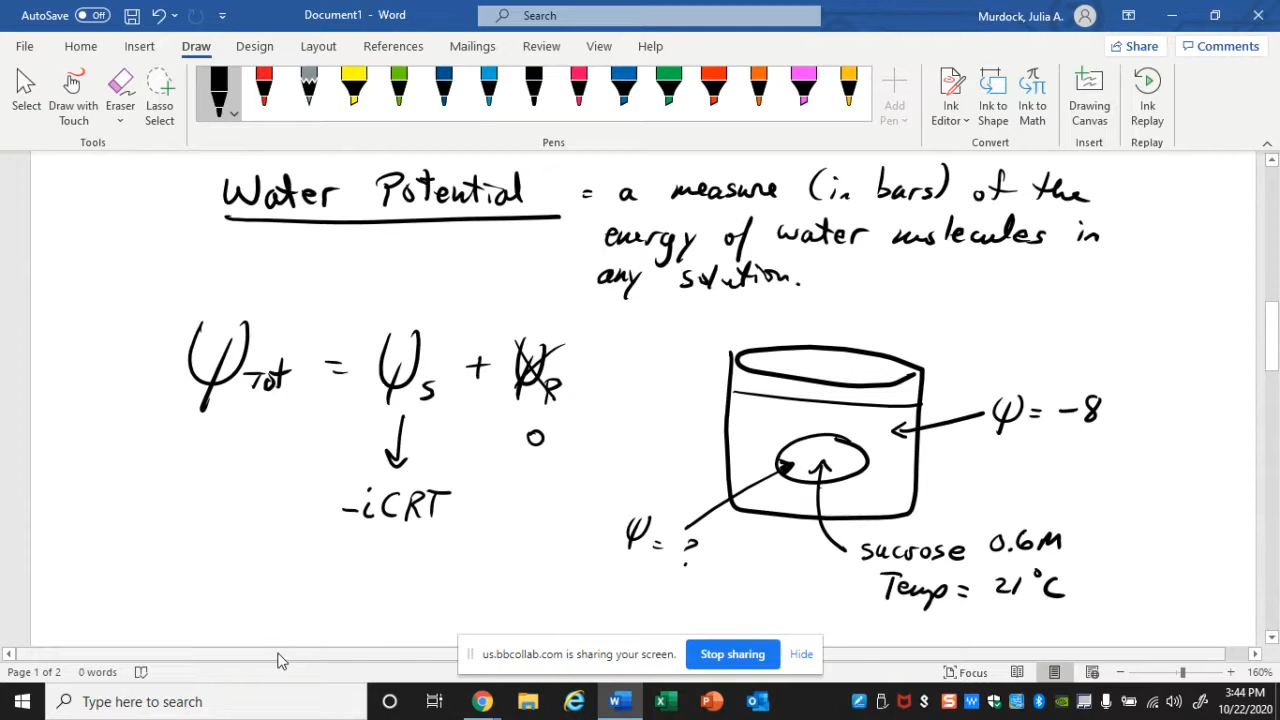 AutoSave Off Document1 - Word Search Murdock, Julia A.
File Home Insert Draw Design Layout References Mailings Review View Help Share Comments
Select Draw with Touch Eraser Lasso Select Add Pen Ink Editor Ink to Shape Ink to Math Drawing Canvas Ink Replay
Tools Pens Convert Insert Replay
Water Potential = a measure (in bars) of the
energy of water molecules in
any solution.
ψTot = ψs + ψp
0
-iCRT
ψ = -8
ψ = ?
sucrose 0.6M
Temp = 21°C
us.bbcollab.com is sharing your screen. Stop sharing Hide
Page 1 of 2 0 words Focus 160%
Type here to search 3:44 PM
10/22/2020